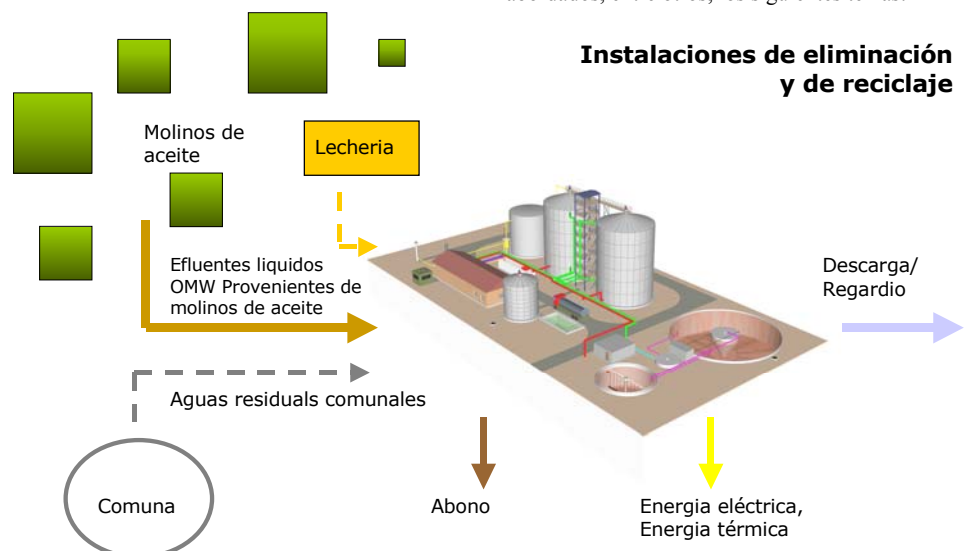 Instalaciones de eliminación
y de reciclaje
Molinos de
aceite
Lecheria
Efluentes liquidos
OMW Provenientes de
molinos de aceite
Descarga/
Regardio
Aguas residuals comunales
Comuna
Abono
Energia eléctrica,
Energia térmica